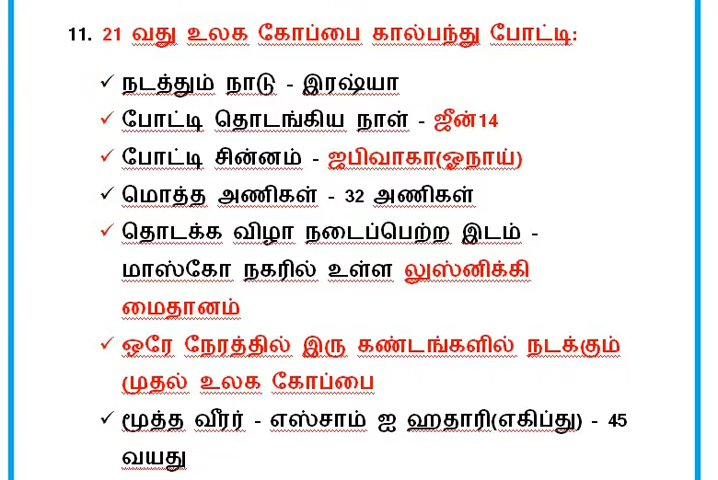 11. 21 வது உலக கோப்பை கால்பந்து போட்டி:
✓ நடத்தும் நாடு - இரஷ்யா
✓ போட்டி தொடங்கிய நாள் - ஜீன்14
✓ போட்டி சின்னம் - ஜபிவாகா(ஓநாய்)
✓ மொத்த அணிகள் - 32 அணிகள்
✓ தொடக்க விழா நடைப்பெற்ற இடம் -
மாஸ்கோ நகரில் உள்ள லுஸ்னிக்கி
மைதானம்
✓ ஒரே நேரத்தில் இரு கண்டங்களில் நடக்கும்
முதல் உலக கோப்பை
✓ மூத்த வீரர் - எஸ்சாம் ஐ ஹதாரி(எகிப்து) - 45
வயது